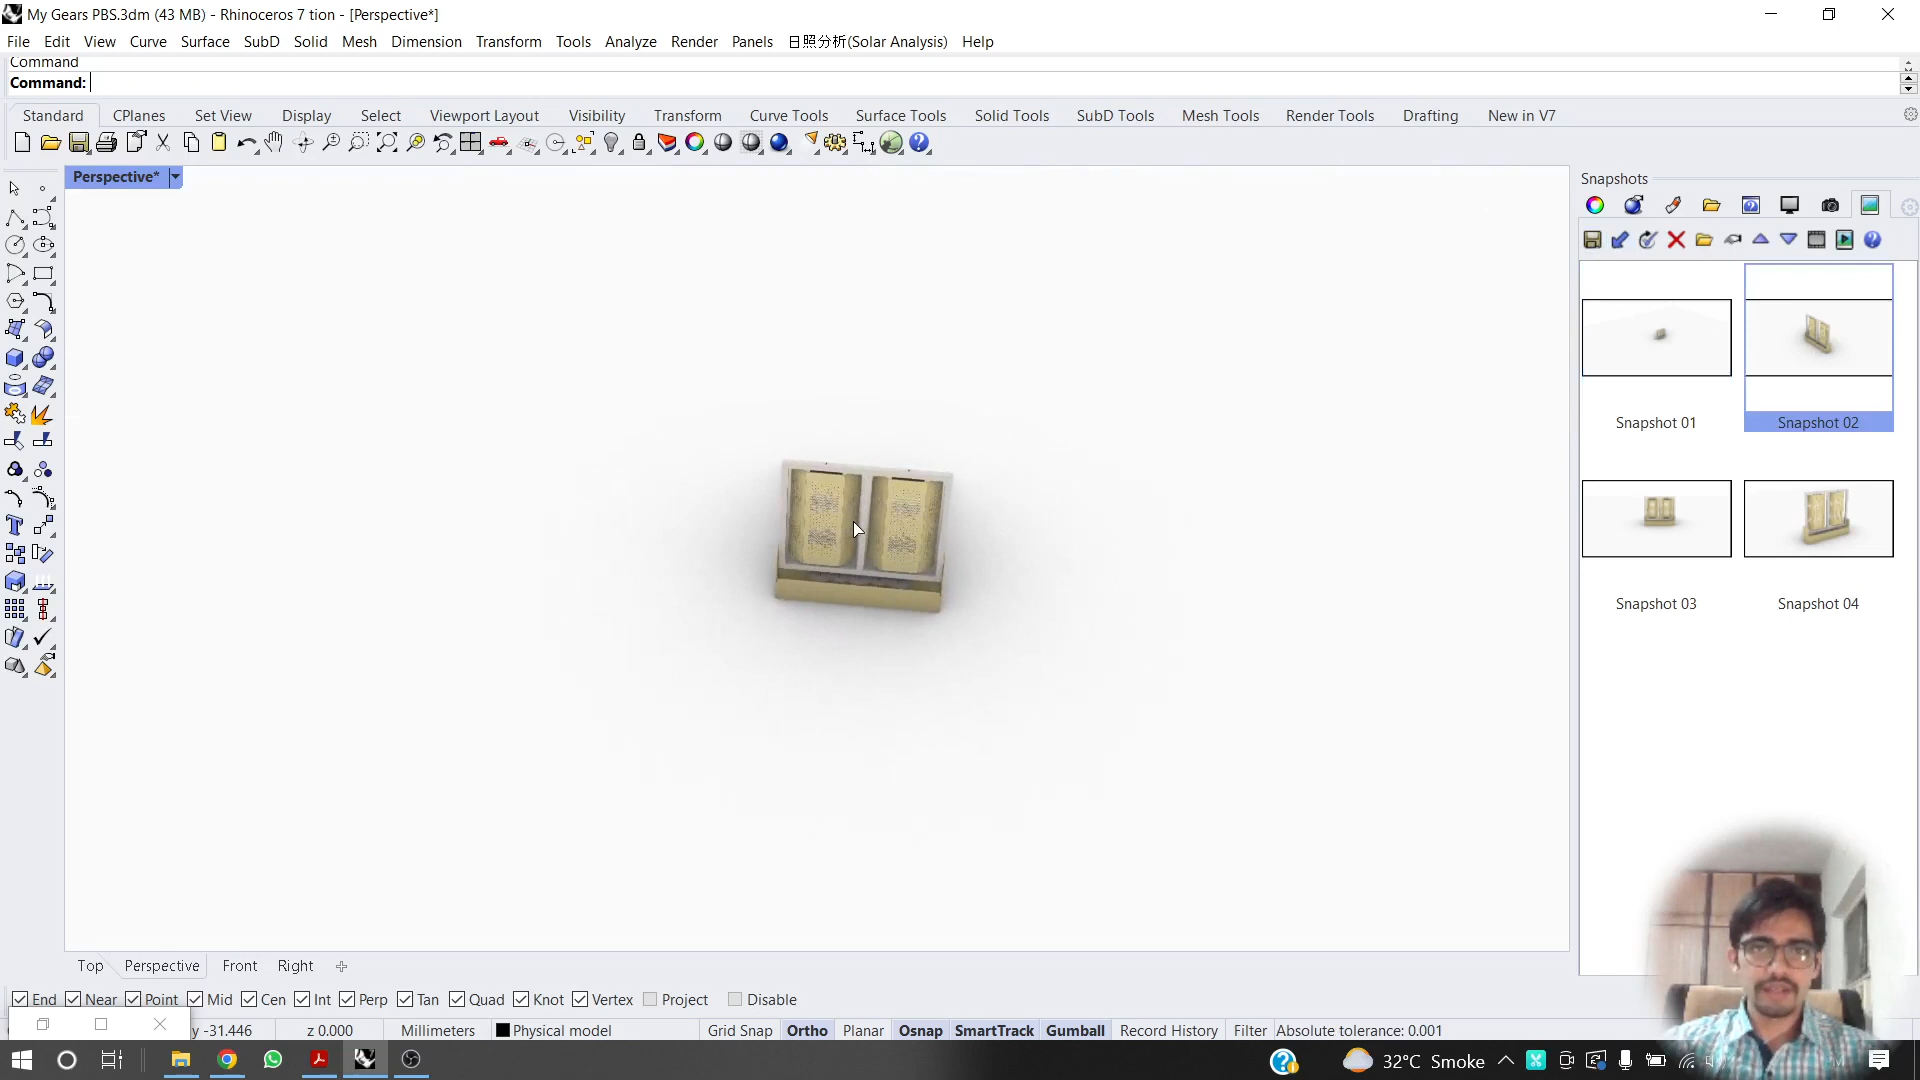 My Gears PBS.3dm (43 MB) - Rhinoceros 7 tion - [Perspective*]
File Edit View Curve Surface SubD Solid Mesh Dimension Transform Tools Analyze Render Panels 日照分析(Solar Analysis) Help
Command
Command:
Standard CPlanes Set View Display Select Viewport Layout Visibility Transform Curve Tools Surface Tools Solid Tools SubD Tools Mesh Tools Render Tools Drafting New in V7
Perspective*
Snapshots
Snapshot 01 Snapshot 02
Snapshot 03 Snapshot 04
Top Perspective Front Right
End Near Point Mid Cen Int Perp Tan Quad Knot Vertex Project Disable
y -31.446 z 0.000 Millimeters Physical model Grid Snap Ortho Planar Osnap SmartTrack Gumball Record History Filter Absolute tolerance: 0.001
32°C Smoke